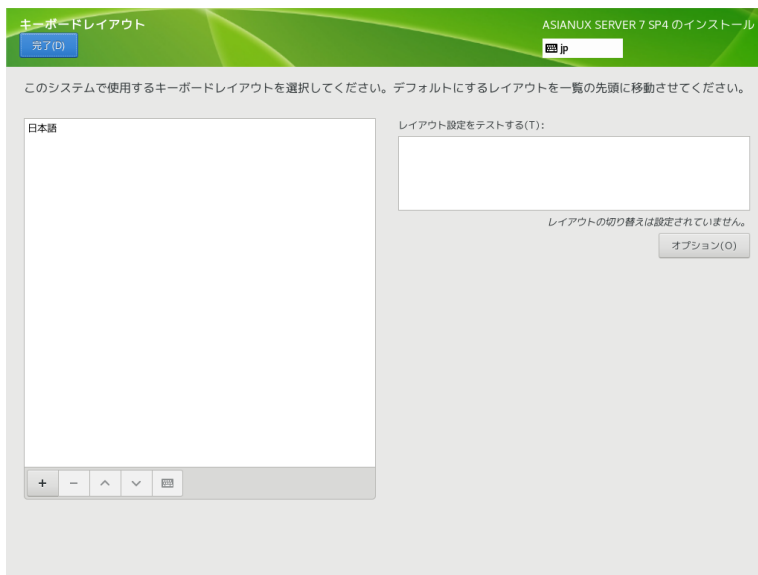 キーボードレイアウト
ASIANUX SERVER 7 SP4 のインストール
完了(D)
jp
このシステムで使用するキーボードレイアウトを選択してください。デフォルトにするレイアウトを一覧の先頭に移動させてください。
日本語
レイアウト設定をテストする(T):
レイアウトの切り替えは設定されていません。
オプション(O)